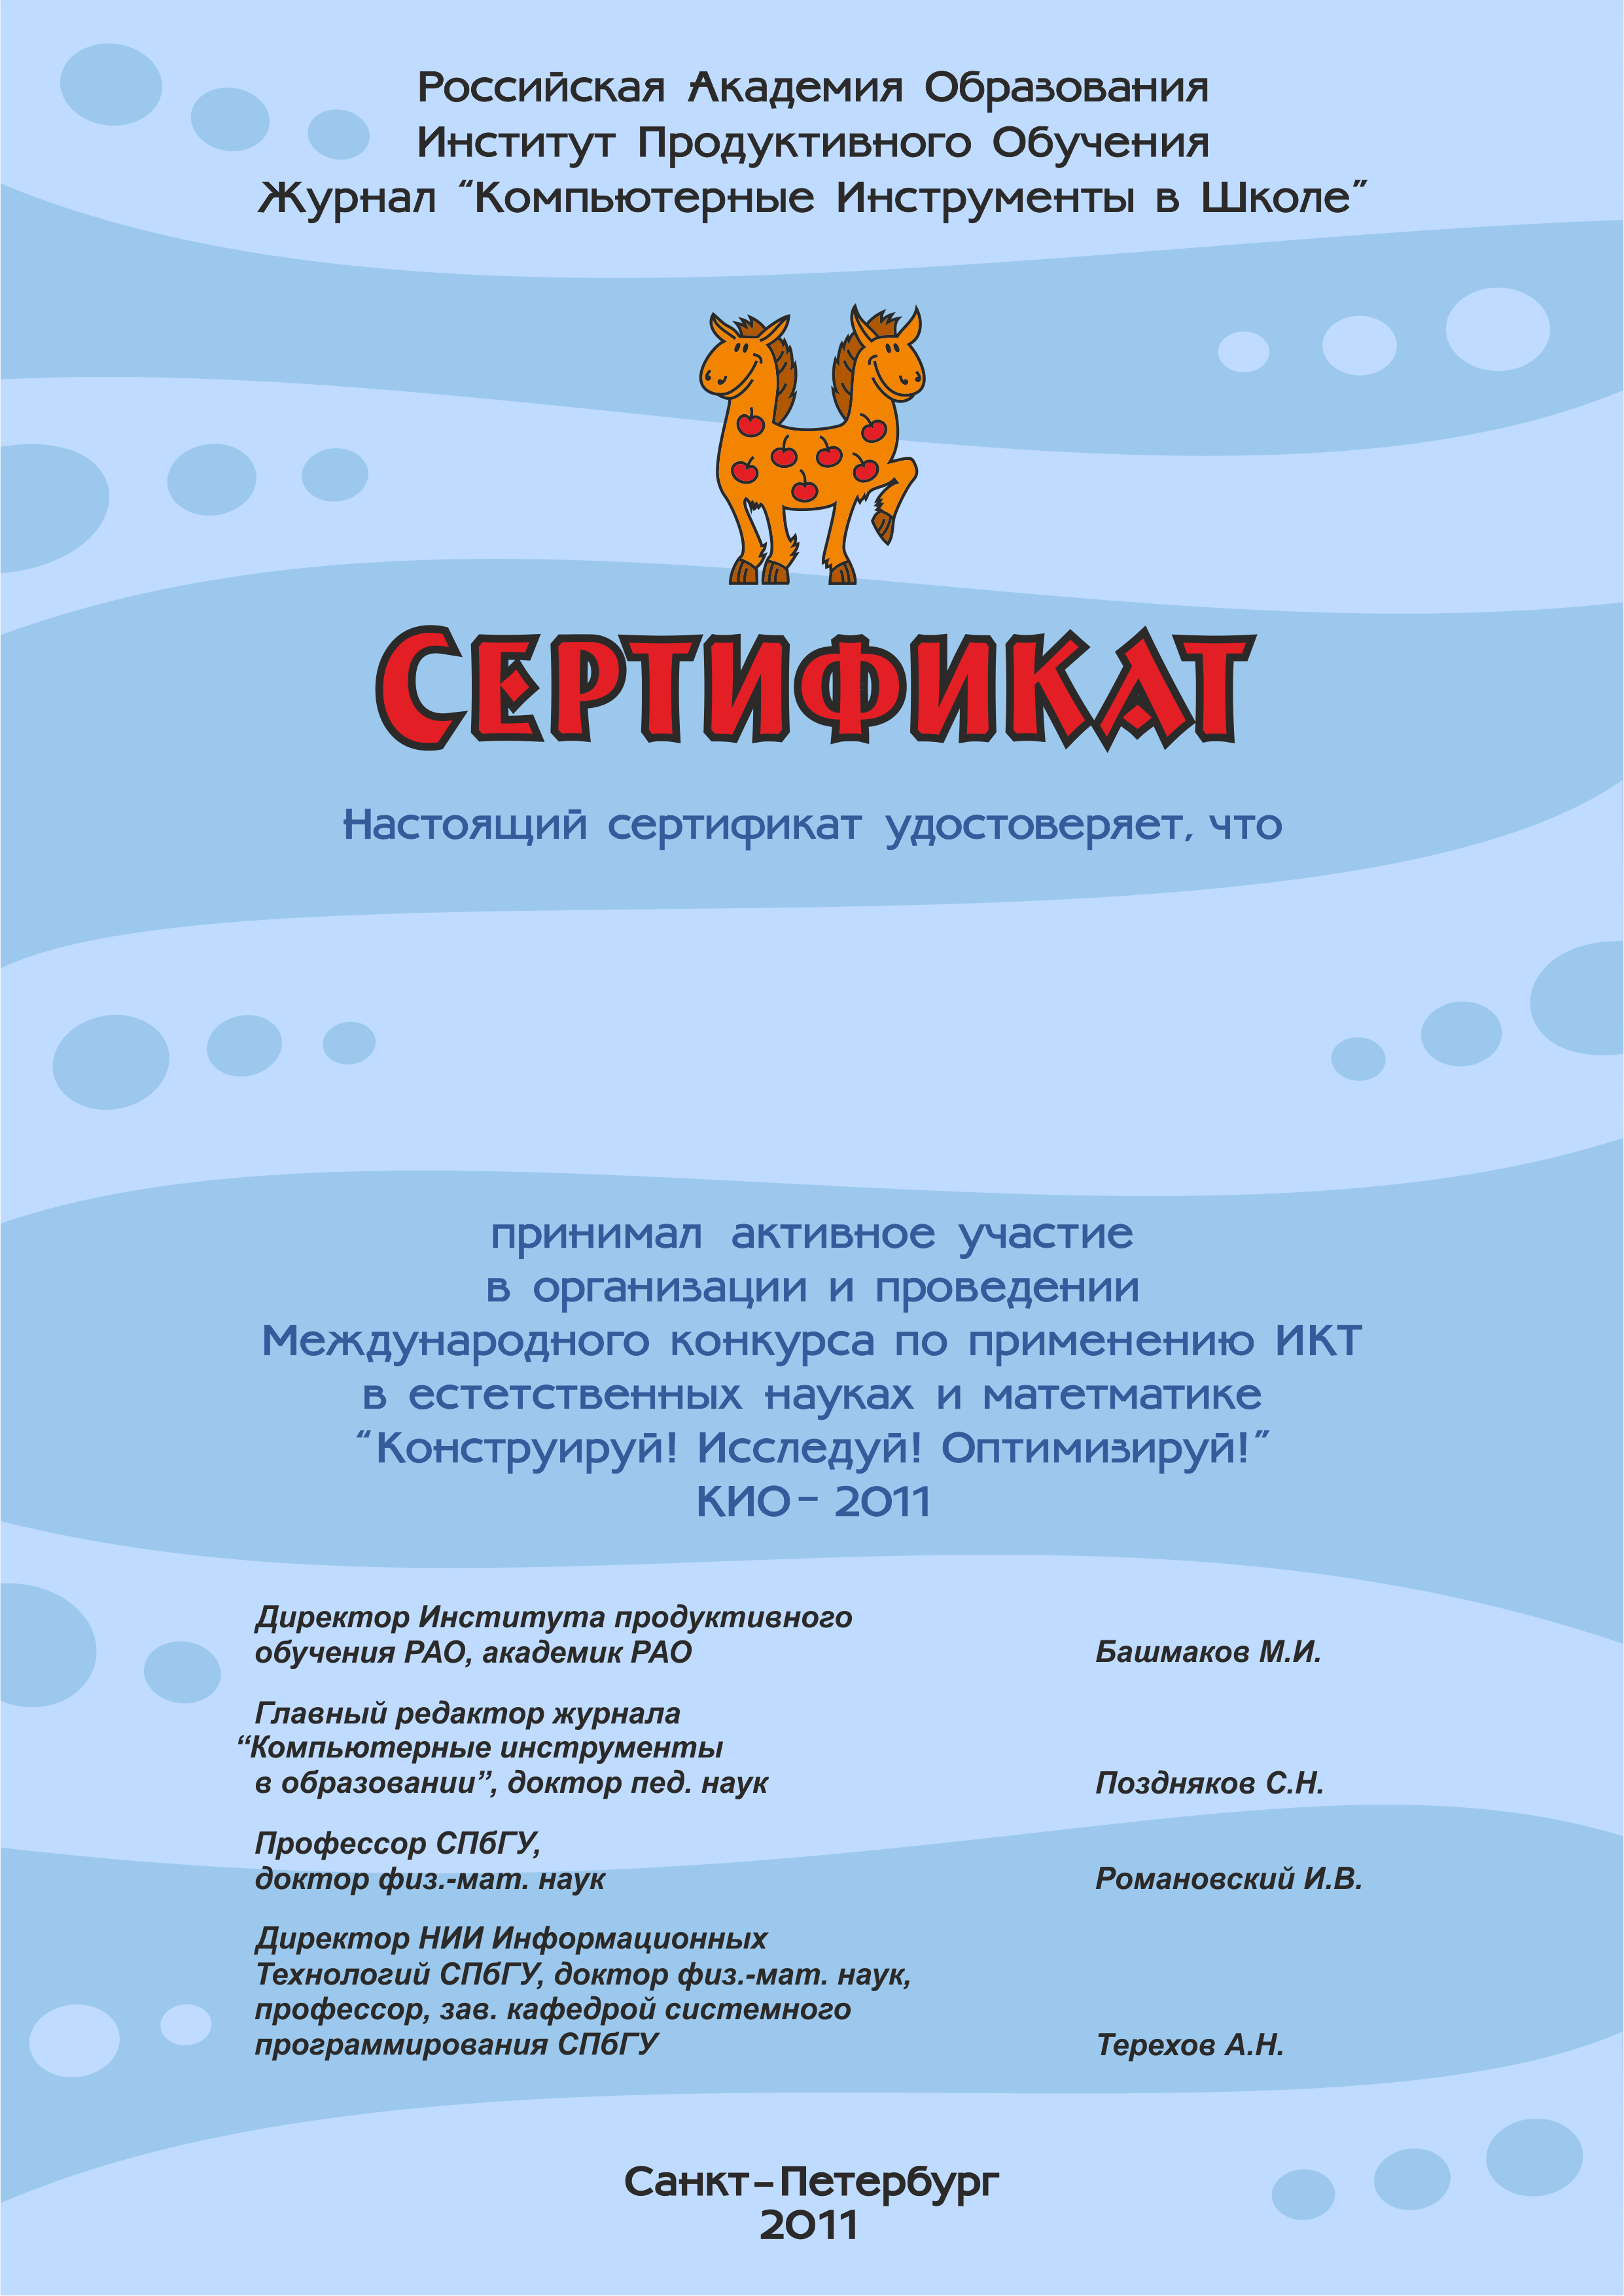 Российская Академия Образования
Институт Продуктивного Обучения
Журнал “Компьютерные Инструменты в Школе”
Сертификат
Настоящий сертификат удостоверяет, что
принимал активное участие
в организации и проведении
Международного конкурса по применению ИКТ
в естетственных науках и матетматике
“Конструируй! Исследуй! Оптимизируй!”
КИО – 2011
Директор Института продуктивного
обучения РАО, академик РАО Башмаков М.И.
Главный редактор журнала
“Компьютерные инструменты
в образовании”, доктор пед. наук Поздняков С.Н.
Профессор СПбГУ,
доктор физ.-мат. наук Романовский И.В.
Директор НИИ Информационных
Технологий СПбГУ, доктор физ.-мат. наук,
профессор, зав. кафедрой системного
программирования СПбГУ Терехов А.Н.
Санкт–Петербург
2011